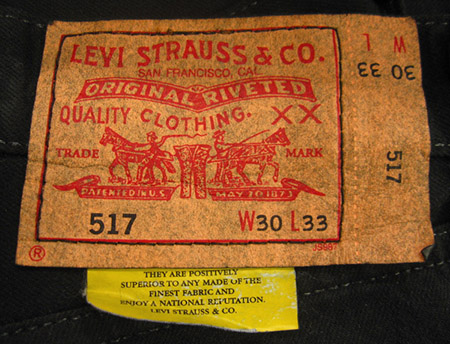 LEVI STRAUSS & CO.
SAN FRANCISCO, CAL.
ORIGINAL RIVETED
QUALITY CLOTHING. XX
TRADE MARK
PATENTED IN U.S. MAY 20 1873
517 W30 L33
®
W L
30 33
517
THEY ARE POSITIVELY
SUPERIOR TO ANY MADE OF THE
FINEST FABRIC AND
ENJOY A NATIONAL REPUTATION.
LEVI STRAUSS & CO.